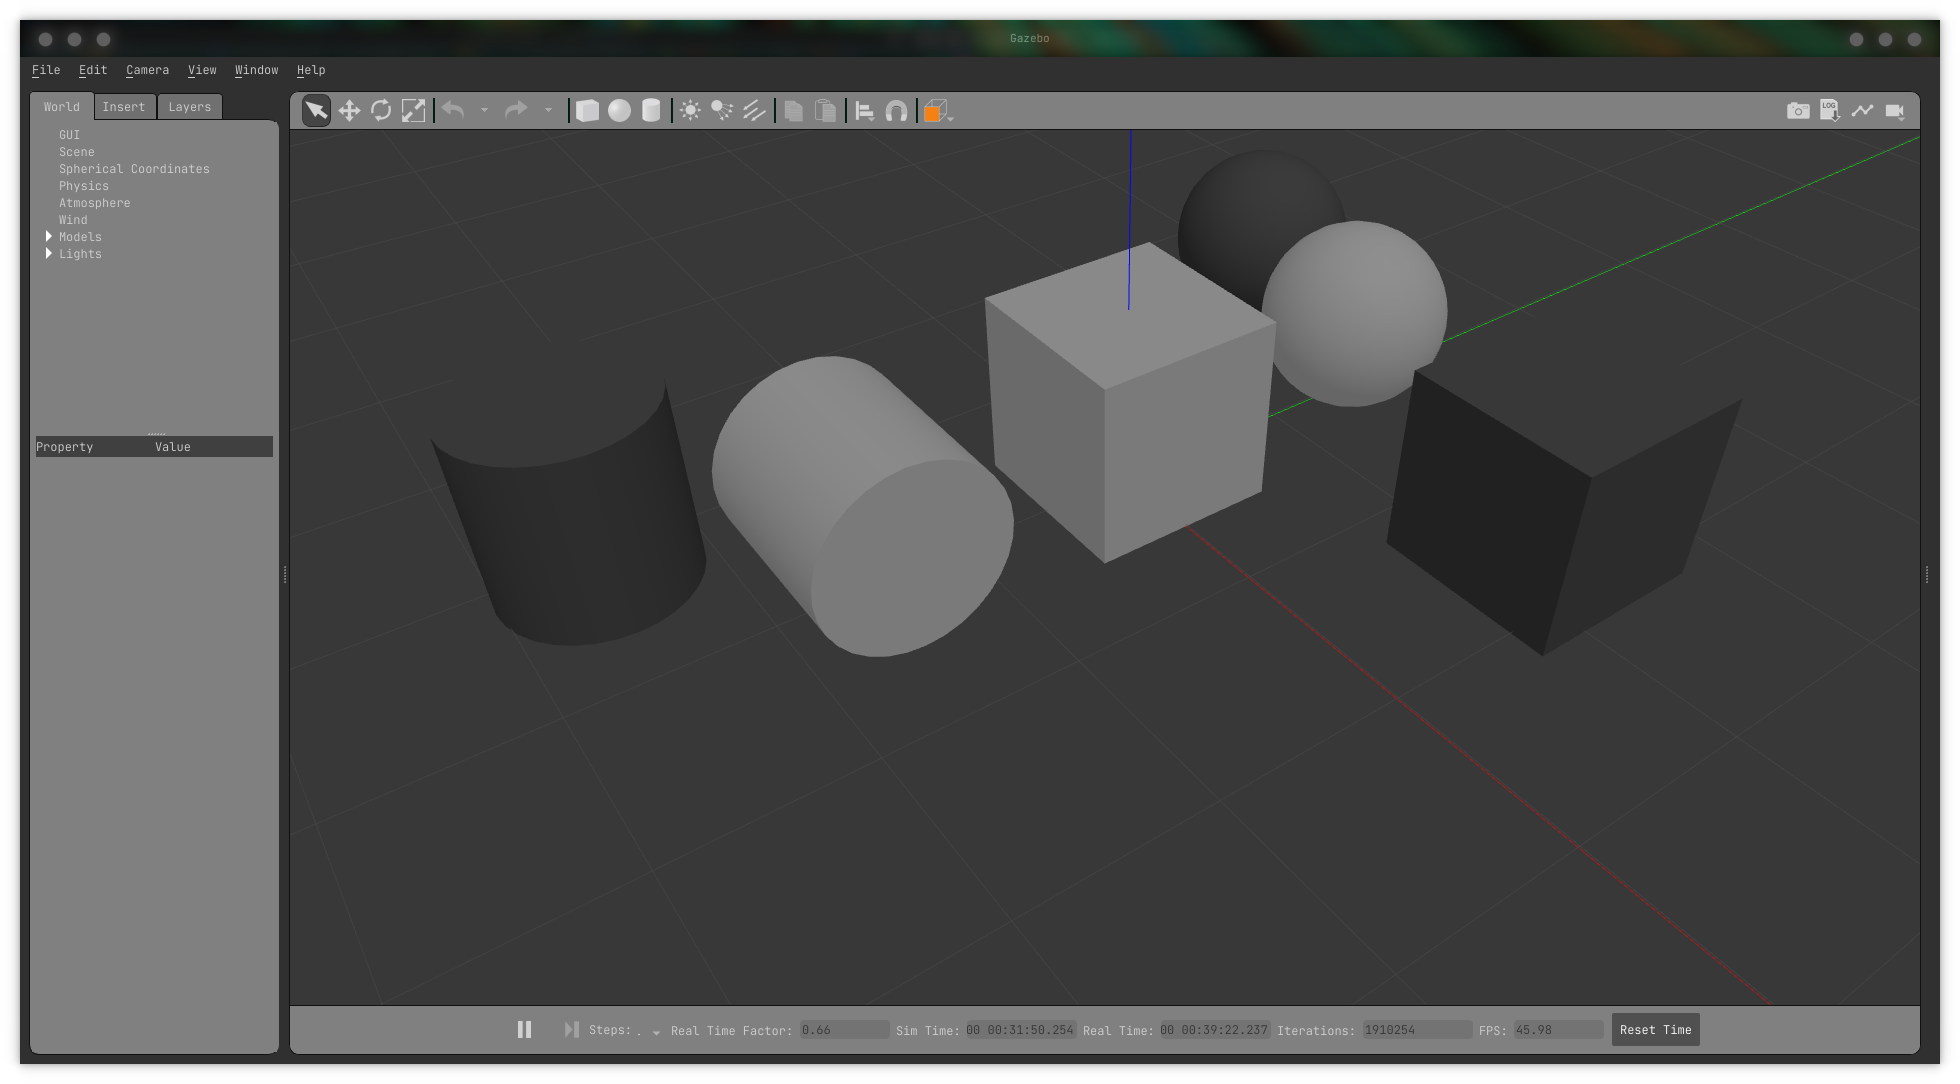 Gazebo
File Edit Camera View Window Help
World Insert Layers
LOG
GUI
Scene
Spherical Coordinates
Physics
Atmosphere
Wind
Models
Lights
Property Value
Steps: . Real Time Factor: 0.66 Sim Time: 00 00:31:50.254 Real Time: 00 00:39:22.237 Iterations: 1910254 FPS: 45.98 Reset Time